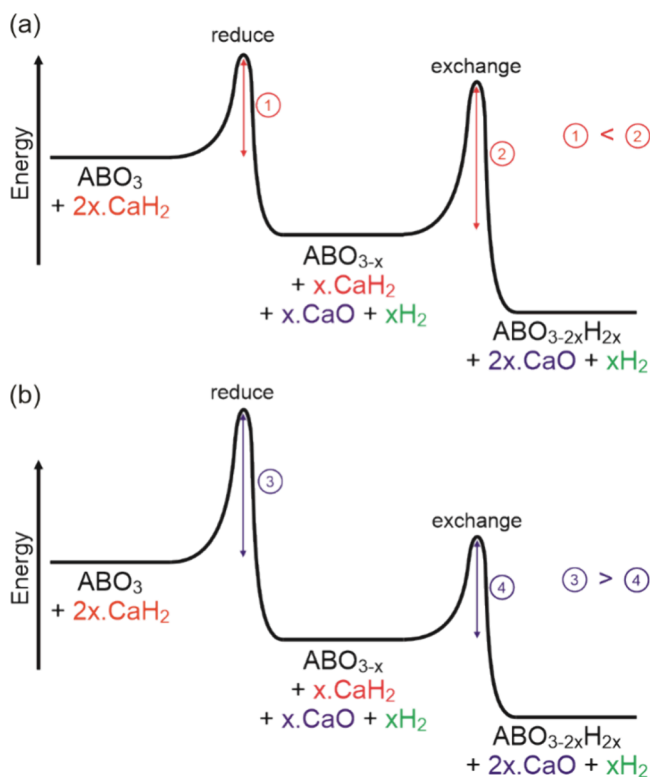 (a)
reduce
exchange
①
②
① < ②
Energy
ABO₃
+ 2x.CaH₂
ABO₃₋ₓ
+ x.CaH₂
+ x.CaO + xH₂
ABO₃₋₂ₓH₂ₓ
+ 2x.CaO + xH₂
(b)
reduce
exchange
③
④
③ > ④
Energy
ABO₃
+ 2x.CaH₂
ABO₃₋ₓ
+ x.CaH₂
+ x.CaO + xH₂
ABO₃₋₂ₓH₂ₓ
+ 2x.CaO + xH₂